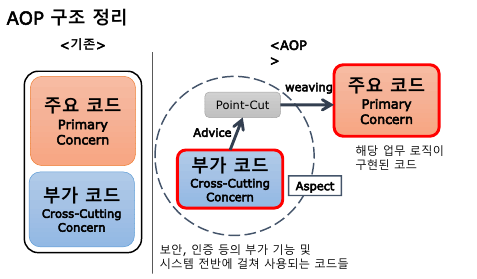 AOP 구조 정리
<기존>
주요 코드
Primary
Concern
부가 코드
Cross-Cutting
Concern
<AOP
>
weaving
Point-Cut
주요 코드
Primary
Concern
Advice
해당 업무 로직이
구현된 코드
부가 코드
Cross-Cutting
Concern
Aspect
보안, 인증 등의 부가 기능 및
시스템 전반에 걸쳐 사용되는 코드들